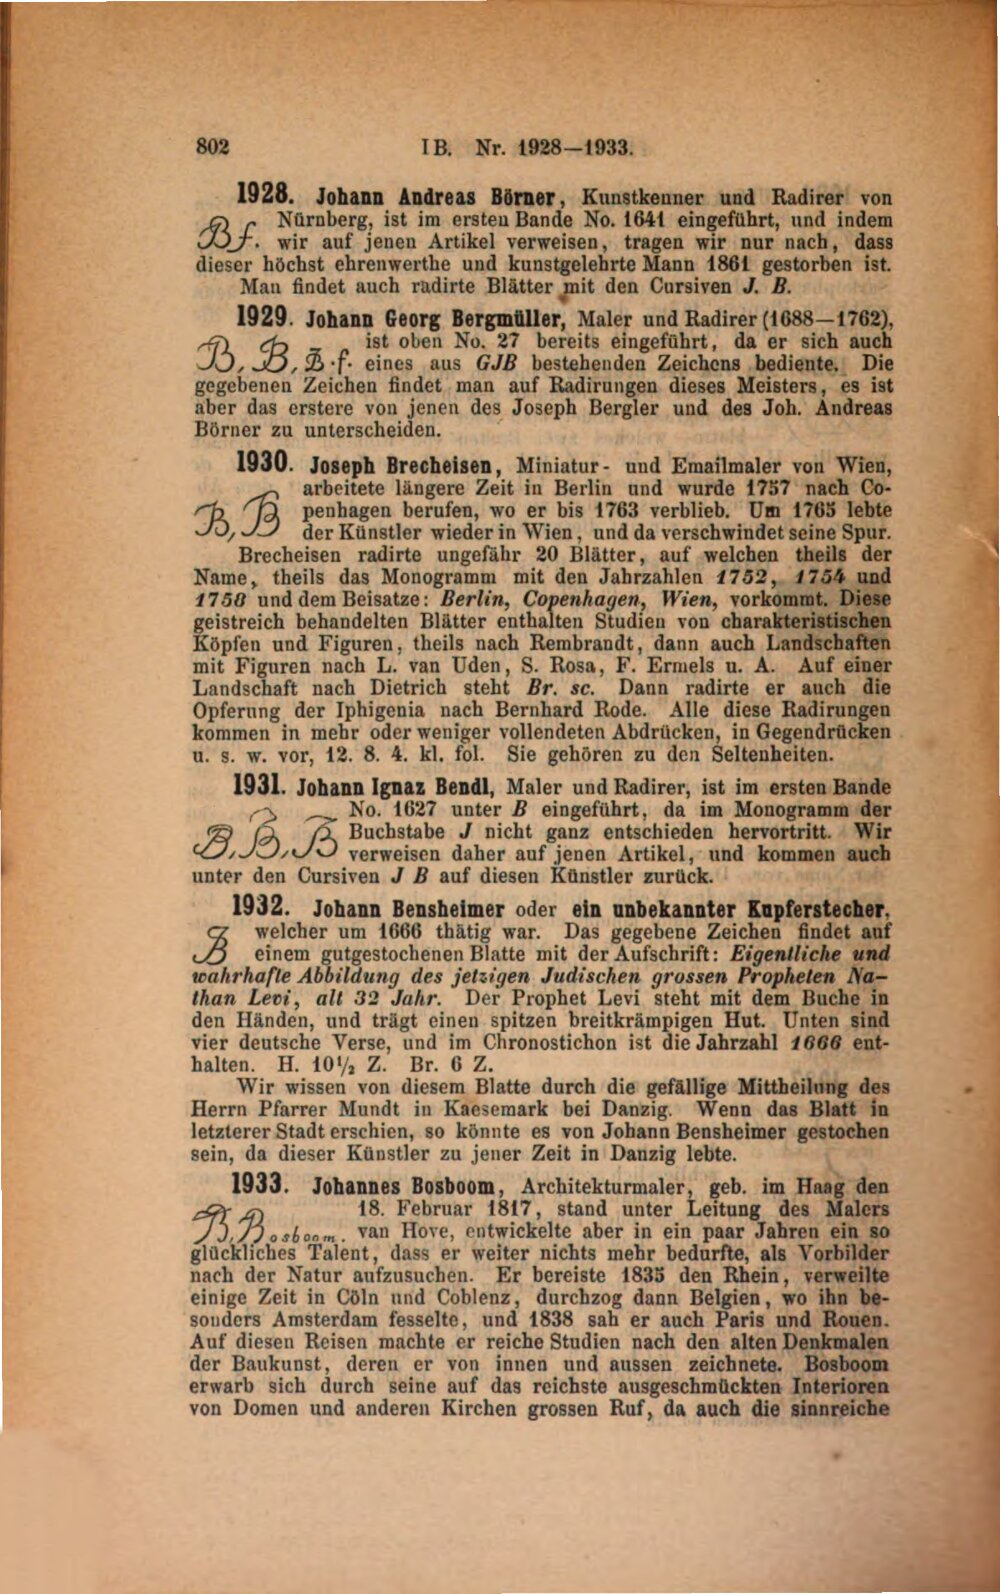 802 IB. Nr. 1928—1933.
1928. Johann Andreas Börner, Kunstkenner und Radirer von
Nürnberg, ist im ersten Bande No. 1641 eingeführt, und indem
wir auf jenen Artikel verweisen, tragen wir nur nach, dass
dieser höchst ehrenwerthe und kunstgelehrte Mann 1861 gestorben ist.
Man findet auch radirte Blätter mit den Cursiven J. B.
1929. Johann Georg Bergmüller, Maler und Radirer (1688—1762),
ist oben No. 27 bereits eingeführt, da er sich auch
eines aus GJB bestehenden Zeichens bediente. Die
gegebenen Zeichen findet man auf Radirungen dieses Meisters, es ist
aber das erstere von jenen des Joseph Bergler und des Joh. Andreas
Börner zu unterscheiden.
1930. Joseph Brecheisen, Miniatur- und Emailmaler von Wien,
arbeitete längere Zeit in Berlin und wurde 1757 nach Co-
penhagen berufen, wo er bis 1763 verblieb. Um 1765 lebte
der Künstler wieder in Wien, und da verschwindet seine Spur.
Brecheisen radirte ungefähr 20 Blätter, auf welchen theils der
Name, theils das Monogramm mit den Jahrzahlen 1752, 1754 und
1758 und dem Beisatze: Berlin, Copenhagen, Wien, vorkommt. Diese
geistreich behandelten Blätter enthalten Studien von charakteristischen
Köpfen und Figuren, theils nach Rembrandt, dann auch Landschaften
mit Figuren nach L. van Uden, S. Rosa, F. Ermels u. A. Auf einer
Landschaft nach Dietrich steht Br. sc. Dann radirte er auch die
Opferung der Iphigenia nach Bernhard Rode. Alle diese Radirungen
kommen in mehr oder weniger vollendeten Abdrücken, in Gegendrücken
u. s. w. vor, 12. 8. 4. kl. fol. Sie gehören zu den Seltenheiten.
1931. Johann Ignaz Bendl, Maler und Radirer, ist im ersten Bande
No. 1627 unter B eingeführt, da im Monogramm der
Buchstabe J nicht ganz entschieden hervortritt. Wir
verweisen daher auf jenen Artikel, und kommen auch
unter den Cursiven J B auf diesen Künstler zurück.
1932. Johann Bensheimer oder ein unbekannter Kupferstecher,
welcher um 1666 thätig war. Das gegebene Zeichen findet auf
einem gutgestochenen Blatte mit der Aufschrift: Eigentliche und
wahrhafte Abbildung des jetzigen Judischen grossen Propheten Na-
than Levi, alt 32 Jahr. Der Prophet Levi steht mit dem Buche in
den Händen, und trägt einen spitzen breitkrämpigen Hut. Unten sind
vier deutsche Verse, und im Chronostichon ist die Jahrzahl 1666 ent-
halten. H. 10½ Z. Br. 6 Z.
Wir wissen von diesem Blatte durch die gefällige Mittheilung des
Herrn Pfarrer Mundt in Kaesemark bei Danzig. Wenn das Blatt in
letzterer Stadt erschien, so könnte es von Johann Bensheimer gestochen
sein, da dieser Künstler zu jener Zeit in Danzig lebte.
1933. Johannes Bosboom, Architekturmaler, geb. im Haag den
18. Februar 1817, stand unter Leitung des Malers
B, Bosboom. van Hove, entwickelte aber in ein paar Jahren ein so
glückliches Talent, dass er weiter nichts mehr bedurfte, als Vorbilder
nach der Natur aufzusuchen. Er bereiste 1835 den Rhein, verweilte
einige Zeit in Cöln und Coblenz, durchzog dann Belgien, wo ihn be-
sonders Amsterdam fesselte, und 1838 sah er auch Paris und Rouen.
Auf diesen Reisen machte er reiche Studien nach den alten Denkmalen
der Baukunst, deren er von innen und aussen zeichnete. Bosboom
erwarb sich durch seine auf das reichste ausgeschmückten Interioren
von Domen und anderen Kirchen grossen Ruf, da auch die sinnreiche